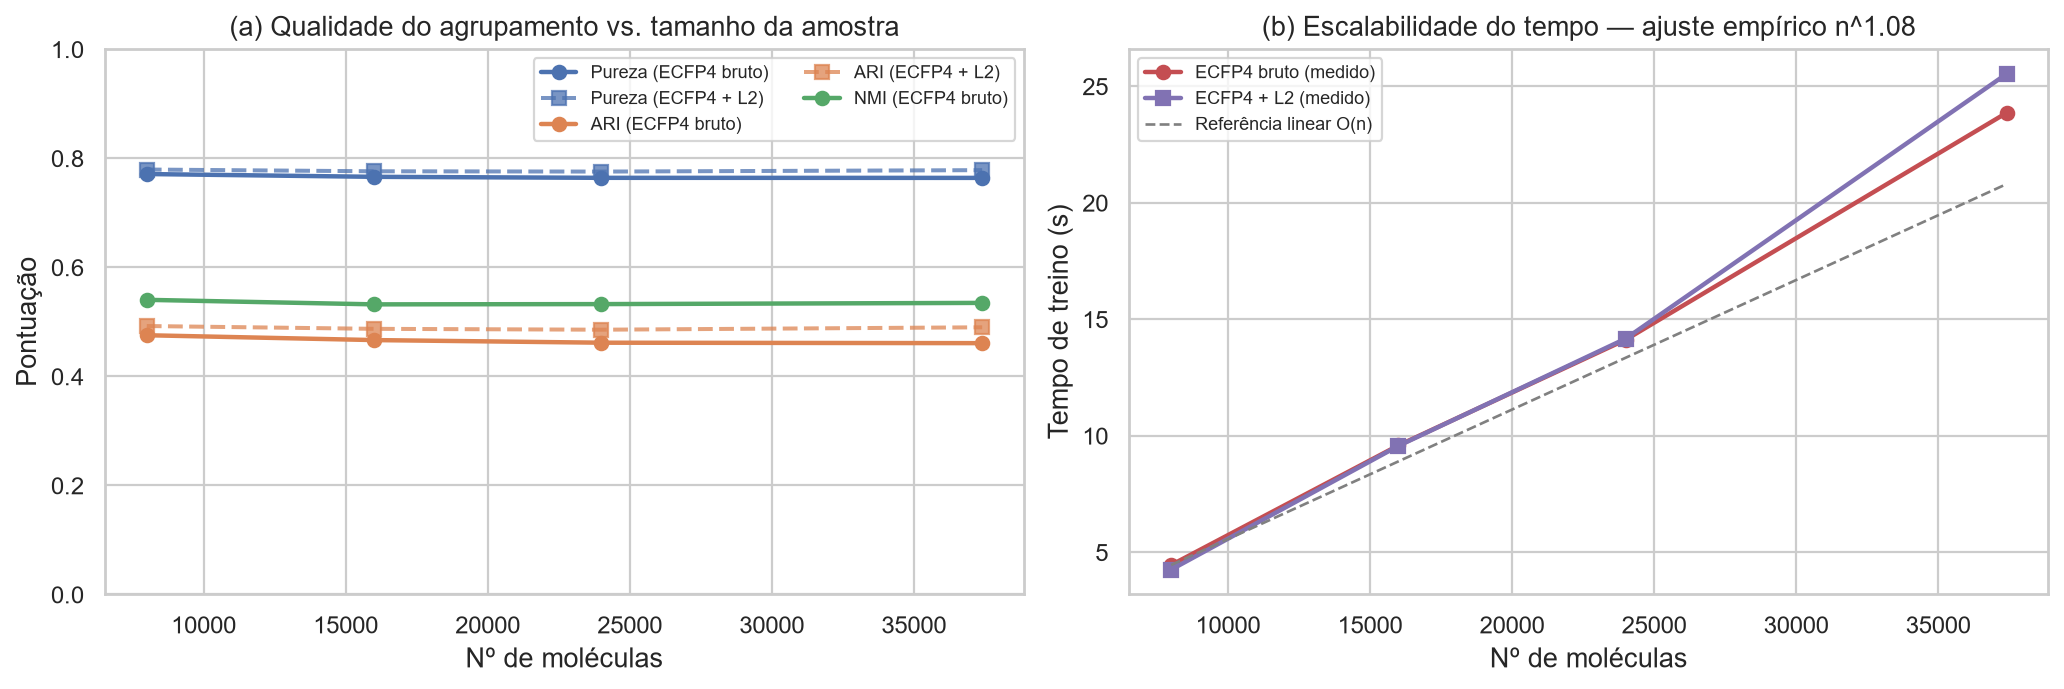 (a) Qualidade do agrupamento vs. tamanho da amostra
Pontuação
1.0
0.8
0.6
0.4
0.2
0.0
Pureza (ECFP4 bruto)
Pureza (ECFP4 + L2)
ARI (ECFP4 bruto)
ARI (ECFP4 + L2)
NMI (ECFP4 bruto)
10000 15000 20000 25000 30000 35000
Nº de moléculas
(b) Escalabilidade do tempo — ajuste empírico n^1.08
Tempo de treino (s)
25
20
15
10
5
ECFP4 bruto (medido)
ECFP4 + L2 (medido)
Referência linear O(n)
10000 15000 20000 25000 30000 35000
Nº de moléculas